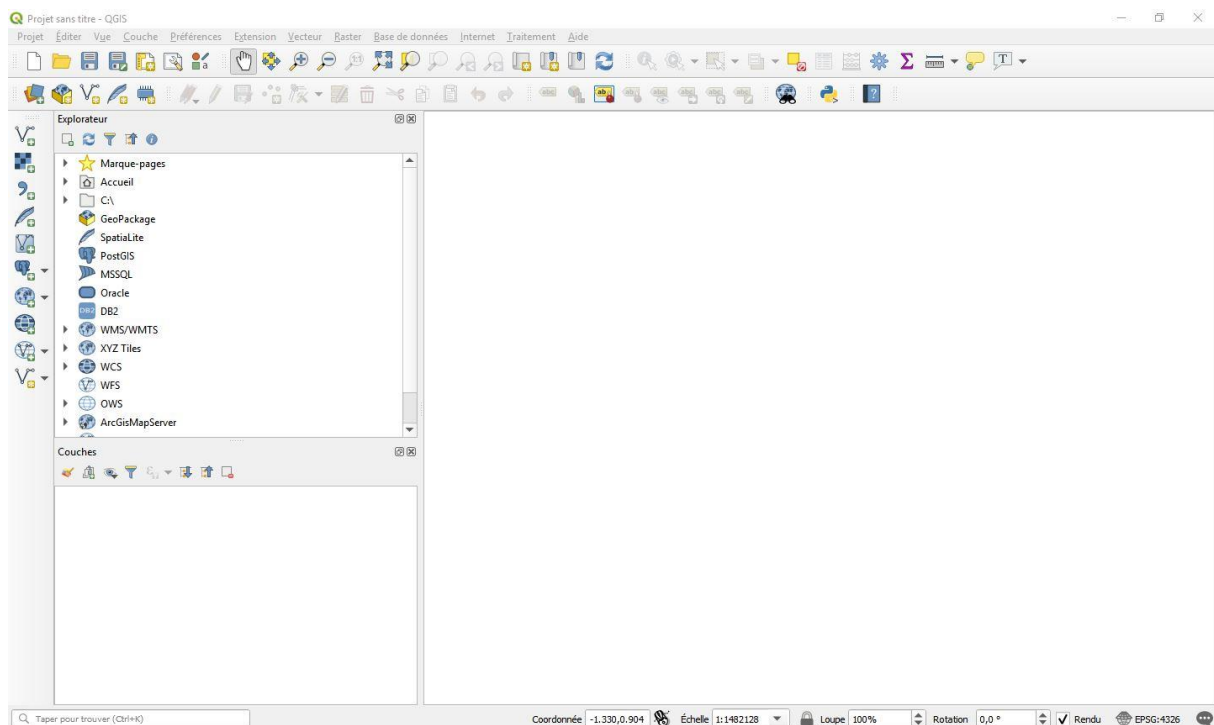 Projet sans titre - QGIS
Projet Éditer Vue Couche Préférences Extension Vecteur Raster Base de données Internet Traitement Aide
Explorateur
Marque-pages
Accueil
C:\
GeoPackage
SpatiaLite
PostGIS
MSSQL
Oracle
DB2
WMS/WMTS
XYZ Tiles
WCS
WFS
OWS
ArcGisMapServer
Couches
Taper pour trouver (Ctrl+K) Coordonnée -1.330,0.904 Échelle 1:1482128 Loupe 100% Rotation 0,0 ° Rendu EPSG:4326